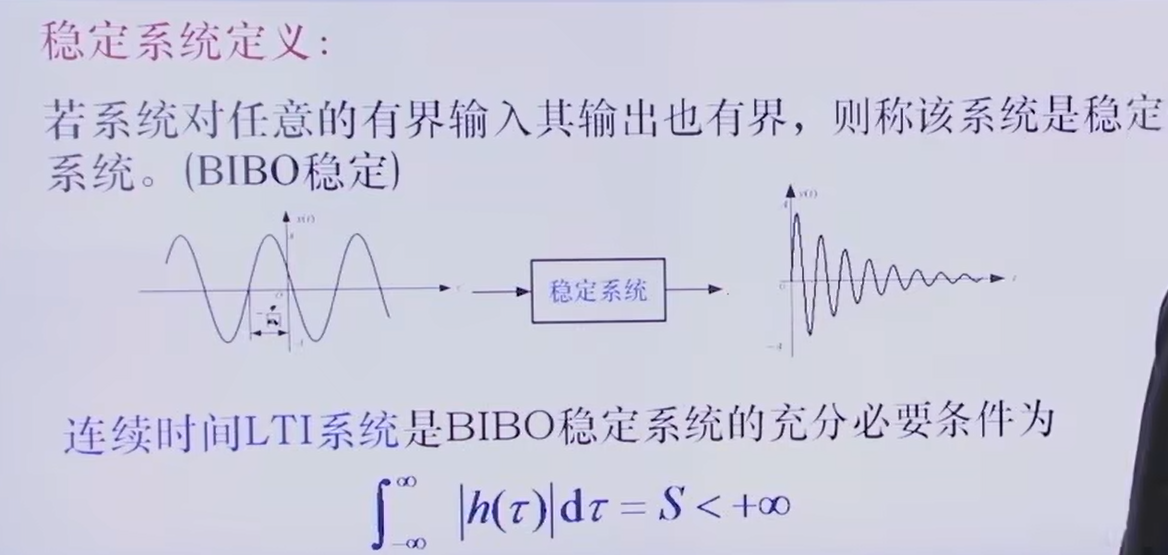 稳定系统定义：
若系统对任意的有界输入其输出也有界，则称该系统是稳定
系统。(BIBO稳定)
稳定系统
连续时间LTI系统是BIBO稳定系统的充分必要条件为
∫_{-∞}^{∞} |h(τ)|dτ = S < +∞